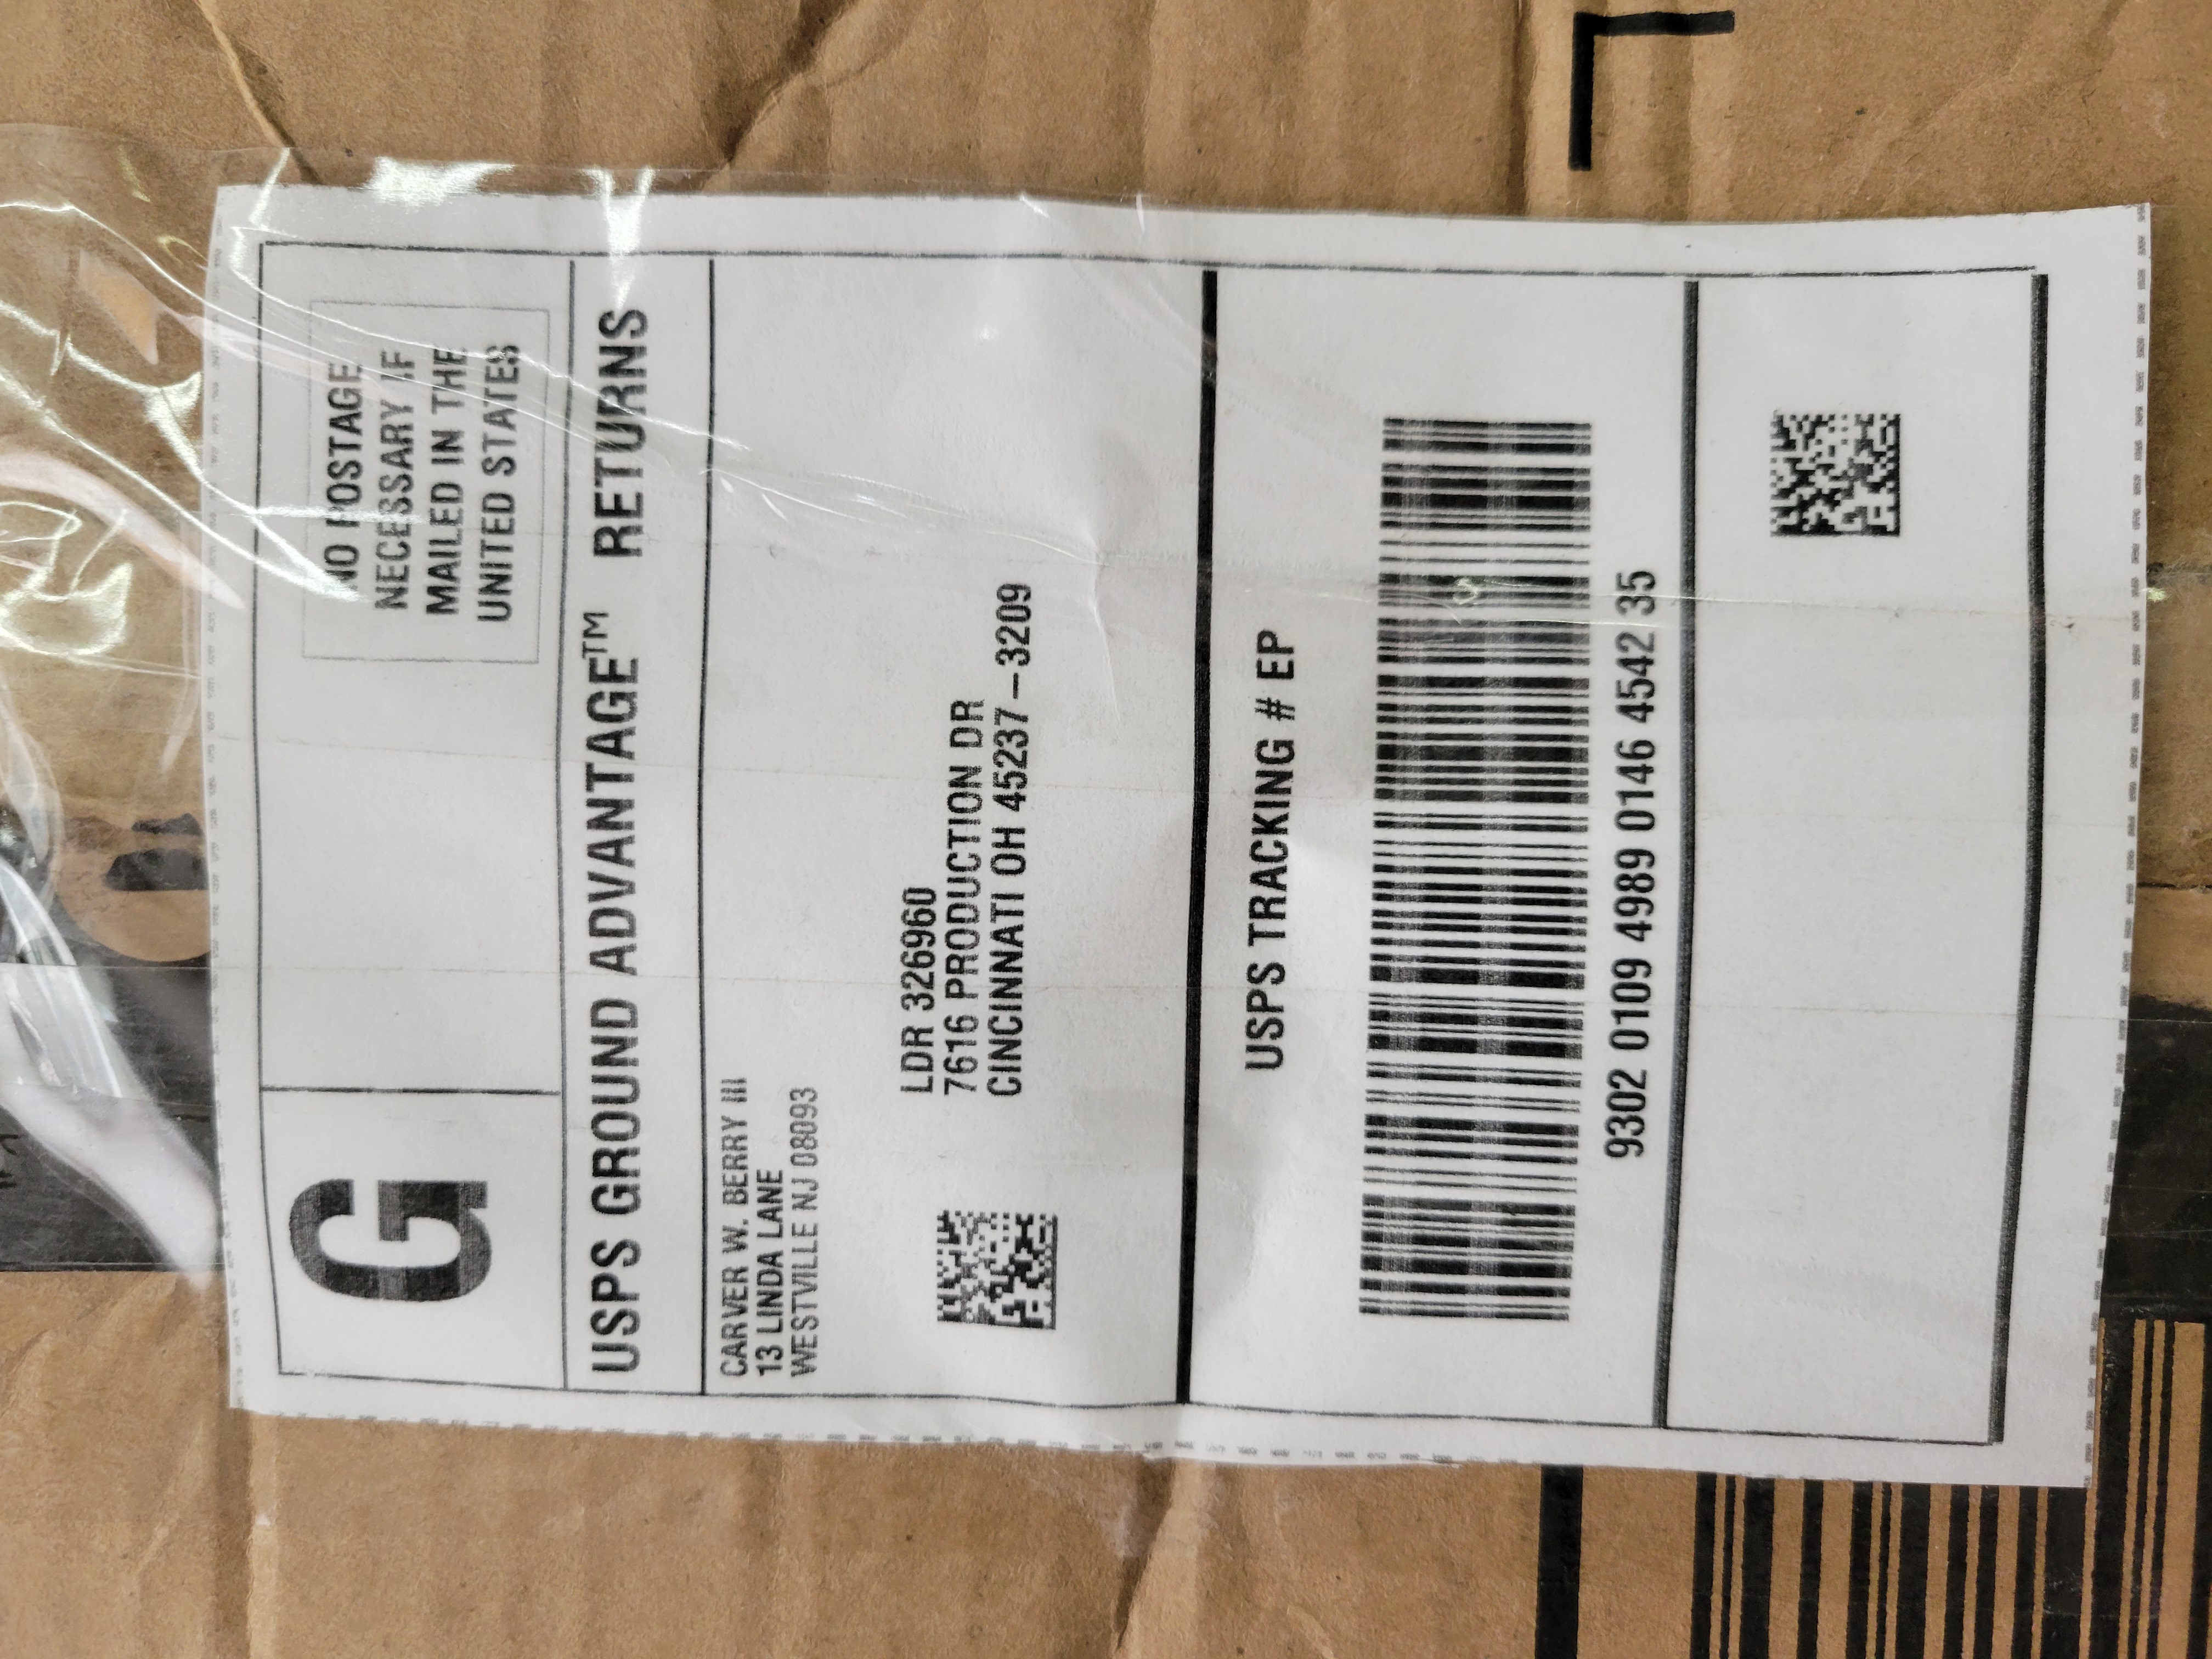 G
NO POSTAGE
NECESSARY IF
MAILED IN THE
UNITED STATES
USPS GROUND ADVANTAGE™ RETURNS
CARVER W. BERRY III
13 LINDA LANE
WESTVILLE NJ 08093
LDR 326960
7616 PRODUCTION DR
CINCINNATI OH 45237-3209
USPS TRACKING # EP
9302 0109 4989 0146 4542 35